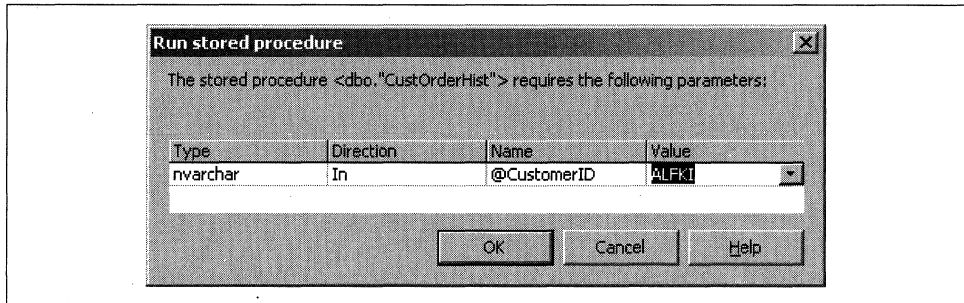 Run stored procedure
The stored procedure <dbo."CustOrderHist"> requires the following parameters:
Type Direction Name Value
nvarchar In @CustomerID ALFKI
OK Cancel Help